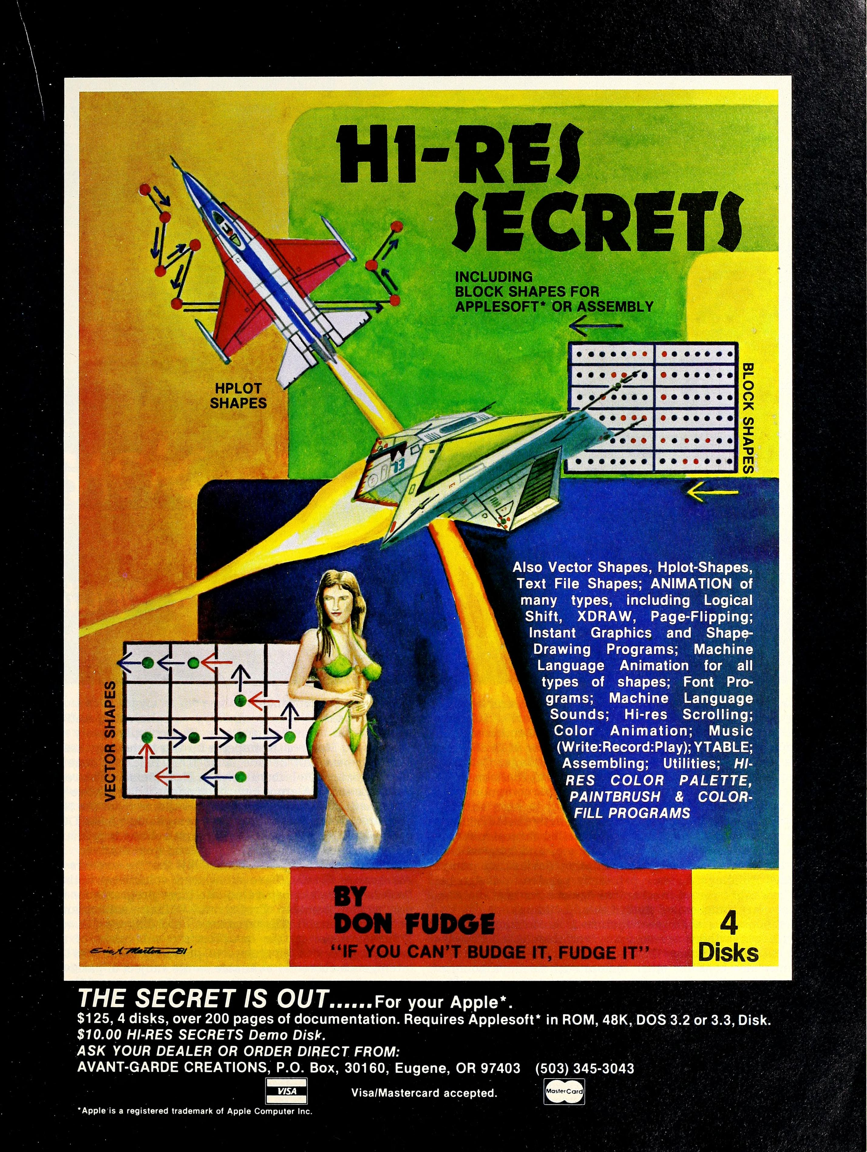 HI-RES
SECRETS
INCLUDING
BLOCK SHAPES FOR
APPLESOFT* OR ASSEMBLY
HPLOT
SHAPES
BLOCK SHAPES
Also Vector Shapes, Hplot-Shapes,
Text File Shapes; ANIMATION of
many types, including Logical
Shift, XDRAW, Page-Flipping;
Instant Graphics and Shape-
Drawing Programs; Machine
Language Animation for all
types of shapes; Font Pro-
grams; Machine Language
Sounds; Hi-res Scrolling;
Color Animation; Music
(Write:Record:Play); YTABLE;
Assembling; Utilities; HI-
RES COLOR PALETTE,
PAINTBRUSH & COLOR-
FILL PROGRAMS
VECTOR SHAPES
BY
DON FUDGE
"IF YOU CAN'T BUDGE IT, FUDGE IT"
4
Disks
THE SECRET IS OUT......For your Apple*.
$125, 4 disks, over 200 pages of documentation. Requires Applesoft* in ROM, 48K, DOS 3.2 or 3.3, Disk.
$10.00 HI-RES SECRETS Demo Disk.
ASK YOUR DEALER OR ORDER DIRECT FROM:
AVANT-GARDE CREATIONS, P.O. Box, 30160, Eugene, OR 97403 (503) 345-3043
VISA
Visa/Mastercard accepted.
MasterCard
*Apple is a registered trademark of Apple Computer Inc.